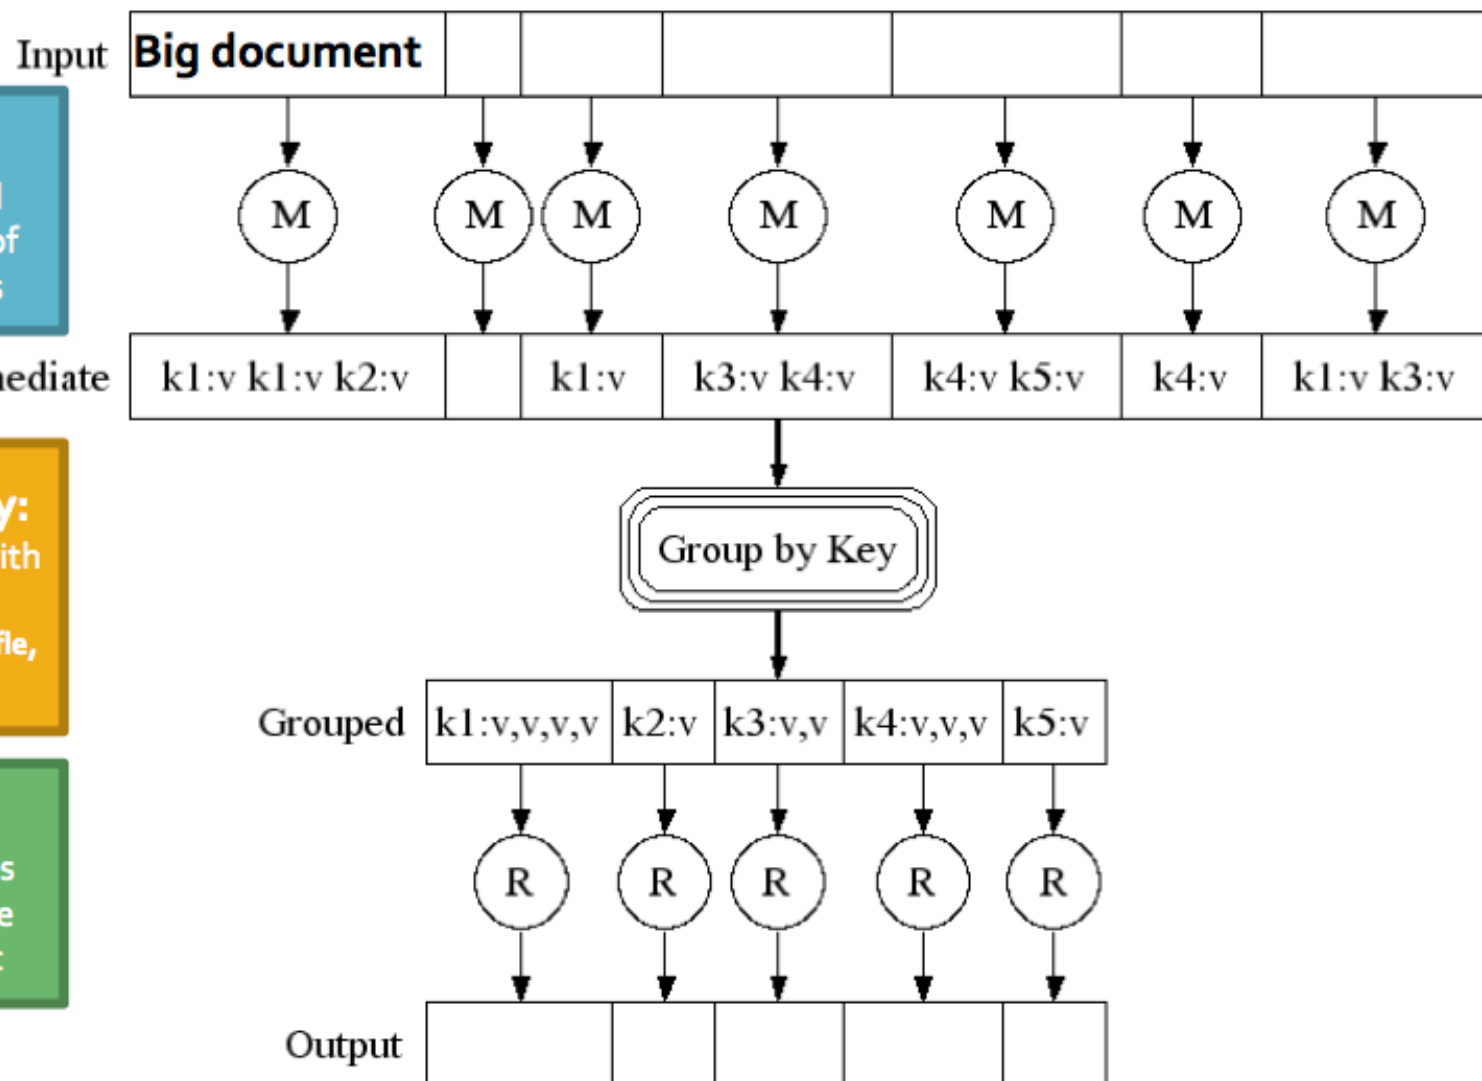 Input Big document
of
M M M M M M M
k1:v k1:v k2:v k1:v k3:v k4:v k4:v k5:v k4:v k1:v k3:v
Group by Key
Grouped k1:v,v,v,v k2:v k3:v,v k4:v,v,v k5:v
R R R R R
Output